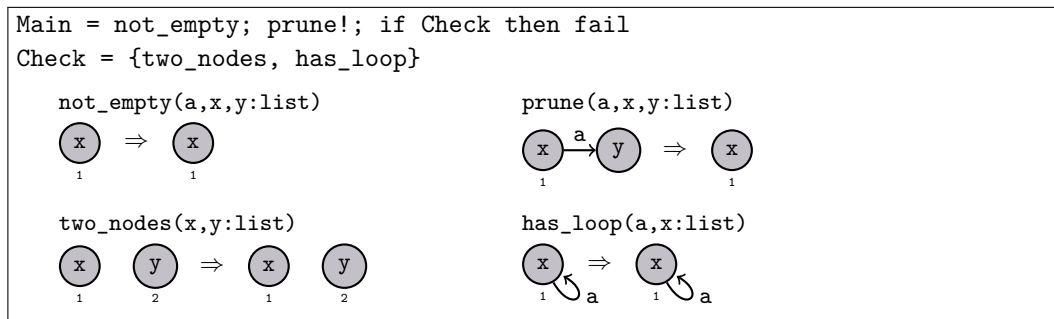 Main = not_empty; prune!; if Check then fail
Check = {two_nodes, has_loop}
not_empty(a,x,y:list) prune(a,x,y:list)
x ⇒ x x a y ⇒ x
1 1 1 1
two_nodes(x,y:list) has_loop(a,x:list)
x y ⇒ x y x a ⇒ x a
1 2 1 2 1 1